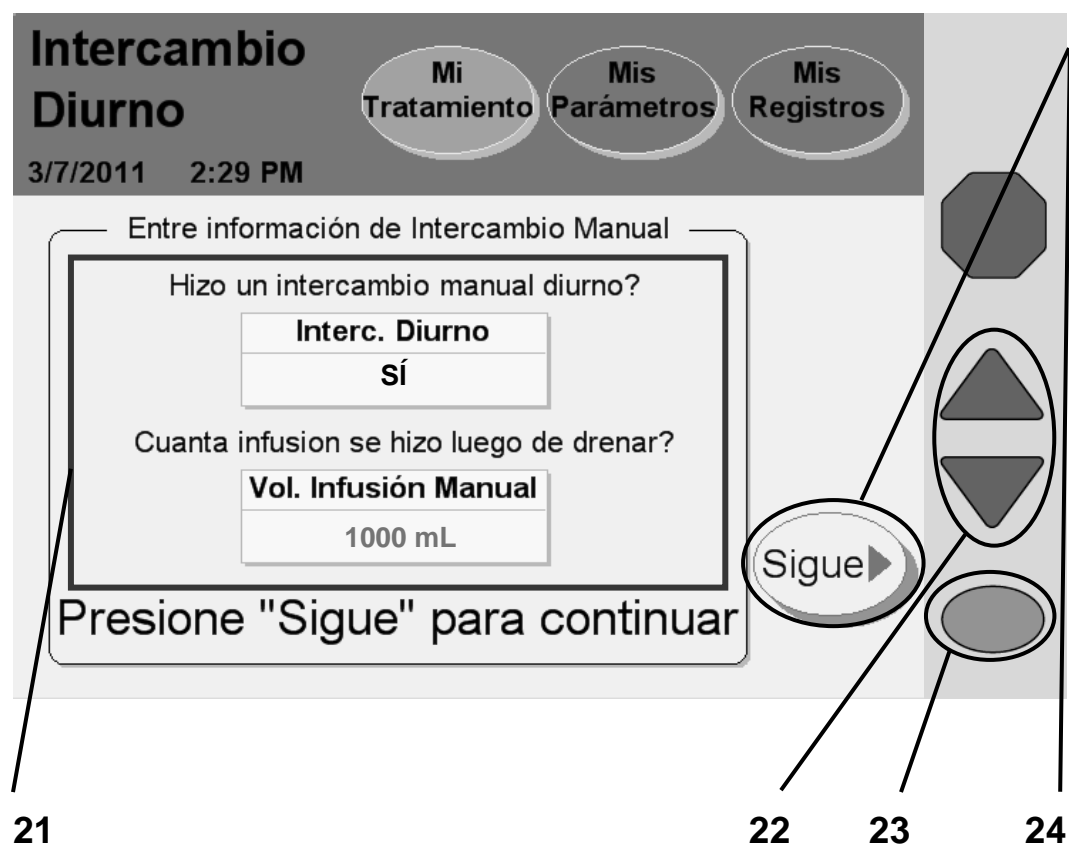 Intercambio
Diurno
3/7/2011 2:29 PM
Mi
Tratamiento
Mis
Parámetros
Mis
Registros
Entre información de Intercambio Manual
Hizo un intercambio manual diurno?
Interc. Diurno
SÍ
Cuanta infusion se hizo luego de drenar?
Vol. Infusión Manual
1000 mL
Sigue
Presione "Sigue" para continuar
21
22
23
24